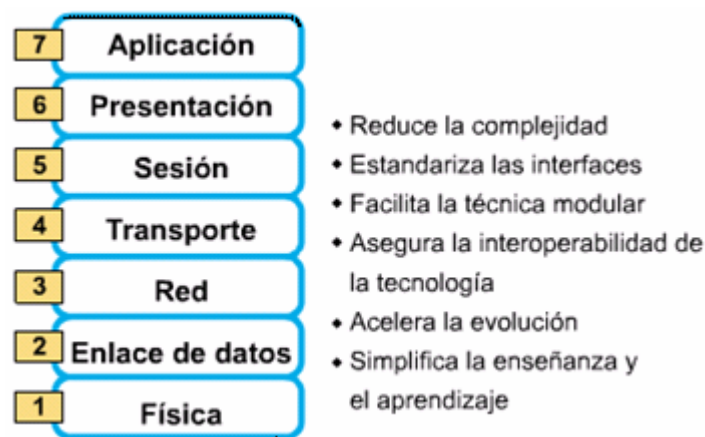 7 Aplicación
6 Presentación
5 Sesión
4 Transporte
3 Red
2 Enlace de datos
1 Física
• Reduce la complejidad
• Estandariza las interfaces
• Facilita la técnica modular
• Asegura la interoperabilidad de
la tecnología
• Acelera la evolución
• Simplifica la enseñanza y
el aprendizaje